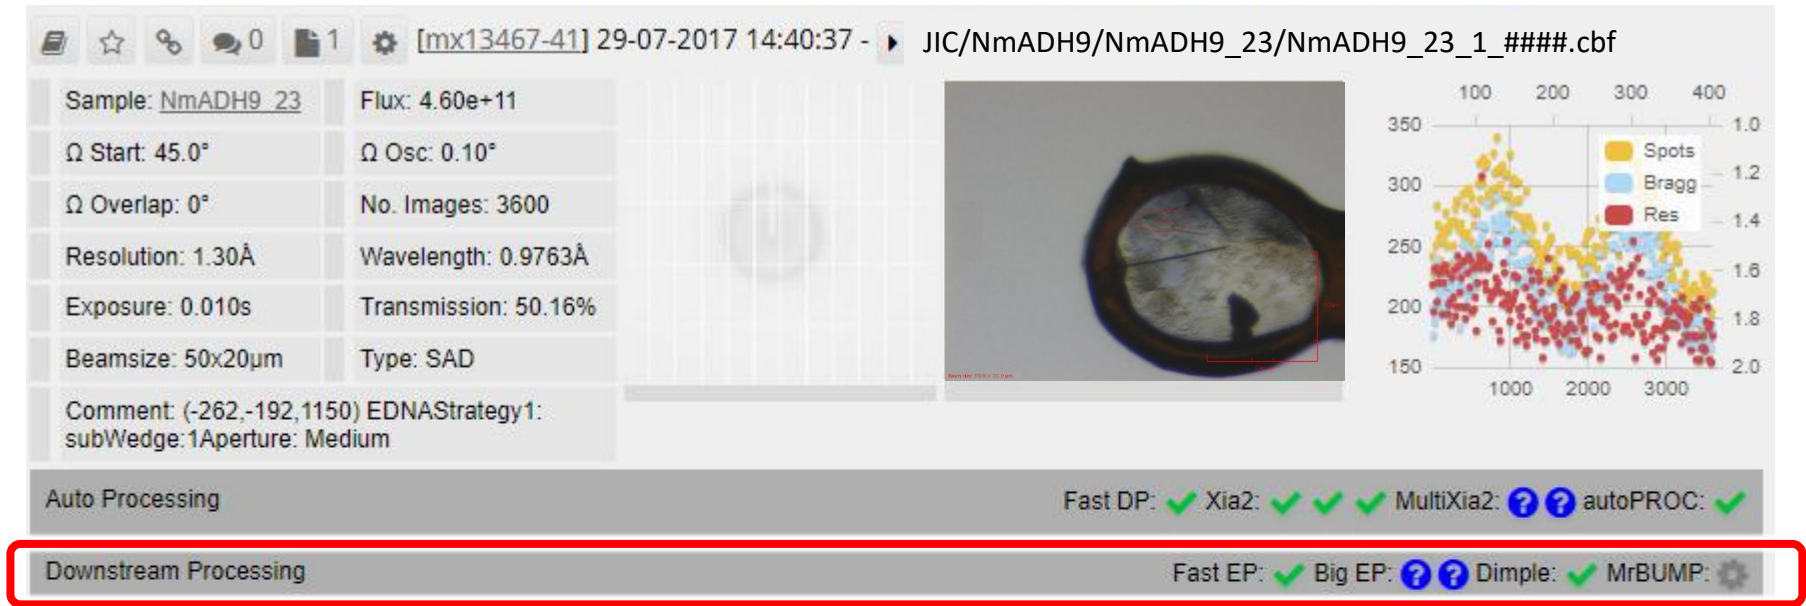 0 1 [mx13467-41] 29-07-2017 14:40:37 - JIC/NmADH9/NmADH9_23/NmADH9_23_1_####.cbf
Sample: NmADH9_23 Flux: 4.60e+11
Ω Start: 45.0° Ω Osc: 0.10°
Ω Overlap: 0° No. Images: 3600
Resolution: 1.30Å Wavelength: 0.9763Å
Exposure: 0.010s Transmission: 50.16%
Beamsize: 50x20µm Type: SAD
Comment: (-262,-192,1150) EDNAStrategy1:
subWedge:1Aperture: Medium
100 200 300 400
350 1.0
Spots
1.2
300 Bragg
Res 1.4
250
1.6
200
1.8
150 2.0
1000 2000 3000
Auto Processing Fast DP: Xia2: MultiXia2: ? ? autoPROC:
Downstream Processing Fast EP: Big EP: ? ? Dimple: MrBUMP: